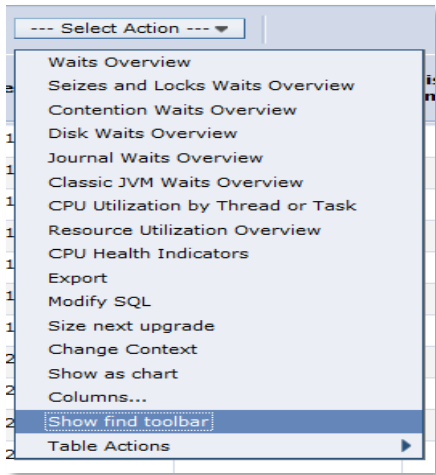 --- Select Action ---
Waits Overview
Seizes and Locks Waits Overview
Contention Waits Overview
Disk Waits Overview
Journal Waits Overview
Classic JVM Waits Overview
CPU Utilization by Thread or Task
Resource Utilization Overview
CPU Health Indicators
Export
Modify SQL
Size next upgrade
Change Context
Show as chart
Columns...
Show find toolbar
Table Actions